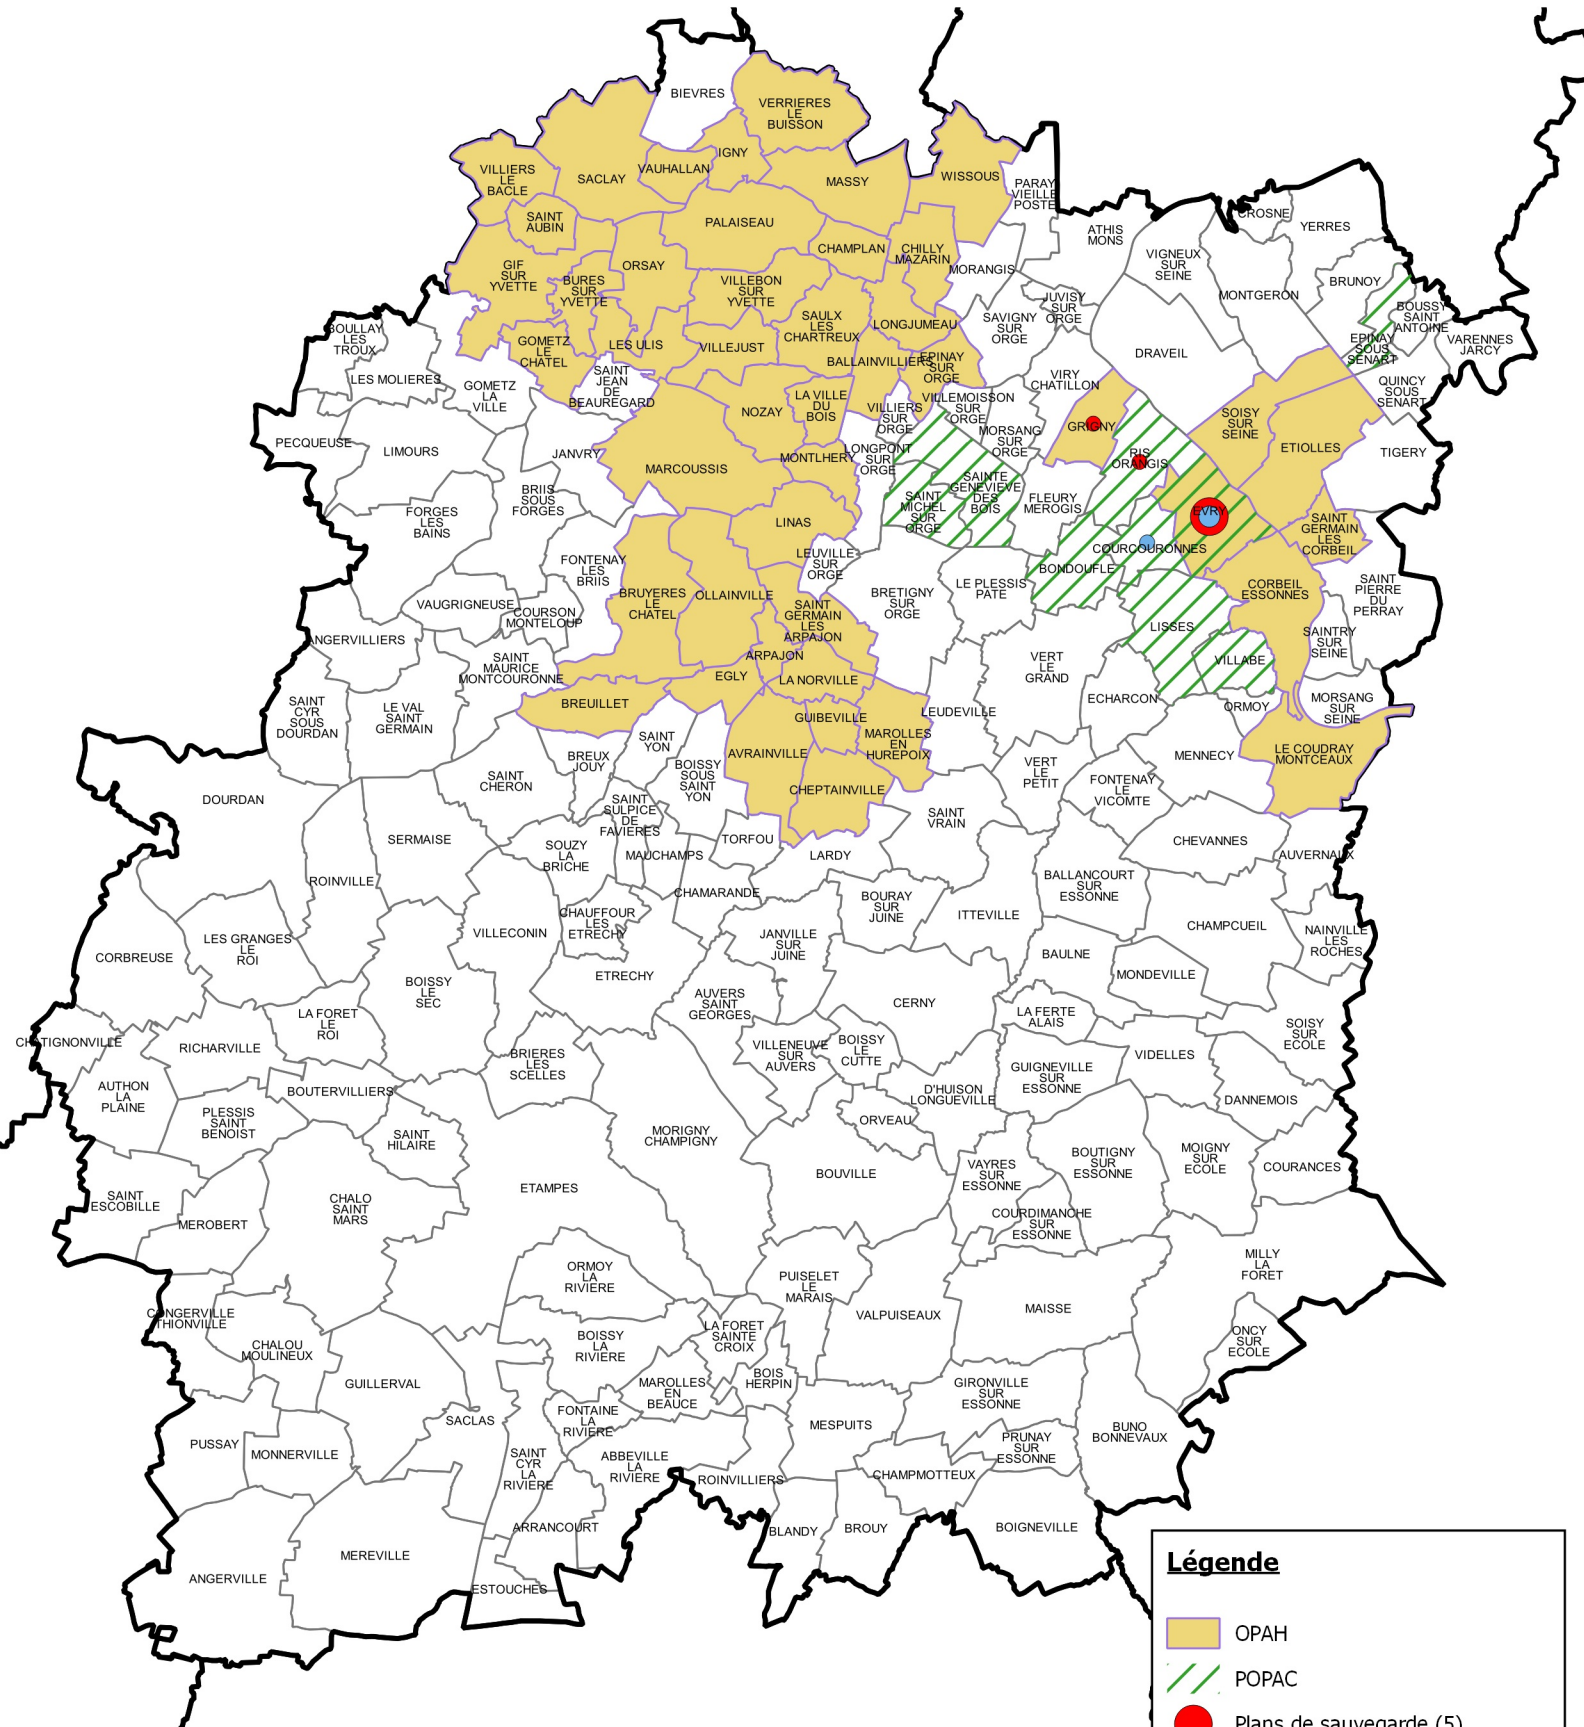 BIEVRES
VERRIERES
LE
BUISSON
IGNY
VAUHALLAN
SACLAY
VILLIERS
LE
BACLE
MASSY
WISSOUS
PARAY
VIEILLE
POSTE
SAINT
AUBIN
PALAISEAU
CHAMPLAN
CHILLY
MAZARIN
ATHIS
MONS
CROSNE
YERRES
VIGNEUX
SUR
SEINE
GIF
SUR
YVETTE
BURES
SUR
YVETTE
ORSAY
VILLEBON
SUR
YVETTE
MORANGIS
MONTGERON
BRUNOY
BOUSSY
SAINT
ANTOINE
JUVISY
SUR
ORGE
SAVIGNY
SUR
ORGE
SAULX
LES
CHARTREUX
LONGJUMEAU
BOULLAY
LES
TROUX
GOMETZ
LE
CHATEL
LES ULIS
VILLEJUST
BALLAINVILLIERS
EPINAY
SUR
ORGE
DRAVEIL
EPINAY
SOUS
SENART
VARENNES
JARCY
LES MOLIERES
GOMETZ
LA
VILLE
SAINT
JEAN
DE
BEAUREGARD
VIRY
CHATILLON
QUINCY
SOUS
SENART
NOZAY
LA VILLE
DU
BOIS
VILLIERS
SUR
ORGE
VILLEMOISSON
SUR
ORGE
GRIGNY
SOISY
SUR
SEINE
ETIOLLES
TIGERY
PECQUEUSE
LIMOURS
JANVRY
MARCOUSSIS
MONTLHERY
LONGPONT
SUR
ORGE
MORSANG
SUR
ORGE
RIS
ORANGIS
BRIIS
SOUS
FORGES
FORGES
LES
BAINS
LINAS
SAINT
MICHEL
SUR
ORGE
SAINTE
GENEVIEVE
DES
BOIS
FLEURY
MEROGIS
EVRY
SAINT
GERMAIN
LES
CORBEIL
COURCOURONNES
BONDOUFLE
FONTENAY
LES
BRIIS
LEUVILLE
SUR
ORGE
BRUYERES
LE
CHATEL
OLLAINVILLE
BRETIGNY
SUR
ORGE
LE PLESSIS
PATE
CORBEIL
ESSONNES
SAINT
PIERRE
DU
PERRAY
VAUGRIGNEUSE
COURSON
MONTELOUP
SAINT
GERMAIN
LES
ARPAJON
LISSES
SAINTRY
SUR
SEINE
ANGERVILLIERS
SAINT
MAURICE
MONTCOURONNE
ARPAJON
EGLY
LA NORVILLE
VERT
LE
GRAND
VILLABE
ECHARCON
ORMOY
MORSANG
SUR
SEINE
SAINT
CYR
SOUS
DOURDAN
LE VAL
SAINT
GERMAIN
BREUILLET
GUIBEVILLE
MAROLLES
EN
HUREPOIX
LEUDEVILLE
BREUX
JOUY
SAINT
YON
AVRAINVILLE
MENNECY
LE COUDRAY
MONTCEAUX
BOISSY
SOUS
SAINT
YON
CHEPTAINVILLE
VERT
LE
PETIT
FONTENAY
LE
VICOMTE
DOURDAN
SAINT
CHERON
SAINT
SULPICE
DE
FAVIERES
SAINT
VRAIN
SERMAISE
SOUZY
LA
BRICHE
MAUCHAMPS
TORFOU
LARDY
CHEVANNES
AUVERNAUX
ROINVILLE
CHAMARANDE
BOURAY
SUR
JUINE
BALLANCOURT
SUR
ESSONNE
ITTEVILLE
CHAMPCUEIL
VILLECONIN
CHAUFFOUR
LES
ETRECHY
JANVILLE
SUR
JUINE
NAINVILLE
LES
ROCHES
CORBREUSE
LES GRANGES
LE
ROI
BAULNE
MONDEVILLE
ETRECHY
BOISSY
LE
SEC
AUVERS
SAINT
GEORGES
CERNY
LA FORET
LE
ROI
LA FERTE
ALAIS
SOISY
SUR
ECOLE
CHATIGNONVILLE
RICHARVILLE
BRIERES
LES
SCELLES
VILLENEUVE
SUR
AUVERS
BOISSY
LE
CUTTE
VIDELLES
GUIGNEVILLE
SUR
ESSONNE
AUTHON
LA
PLAINE
BOUTERVILLIERS
D'HUISON
LONGUEVILLE
DANNEMOIS
PLESSIS
SAINT
BENOIST
SAINT
HILAIRE
MORIGNY
CHAMPIGNY
ORVEAU
BOUVILLE
VAYRES
SUR
ESSONNE
BOUTIGNY
SUR
ESSONNE
MOIGNY
SUR
ECOLE
COURANCES
SAINT
ESCOBILLE
MEROBERT
CHALO
SAINT
MARS
ETAMPES
COURDIMANCHE
SUR
ESSONNE
ORMOY
LA
RIVIERE
PUISELET
LE
MARAIS
MILLY
LA
FORET
CONGERVILLE
THIONVILLE
VALPUISEAUX
MAISSE
CHALOU
MOULINEUX
BOISSY
LA
RIVIERE
LA FORET
SAINTE
CROIX
ONCY
SUR
ECOLE
GUILLERVAL
MAROLLES
EN
BEAUCE
BOIS
HERPIN
GIRONVILLE
SUR
ESSONNE
SACLAS
FONTAINE
LA
RIVIERE
MESPUITS
BUNO
BONNEVAUX
PUSSAY
MONNERVILLE
PRUNAY
SUR
ESSONNE
SAINT
CYR
LA
RIVIERE
ABBEVILLE
LA
RIVIERE
ROINVILLIERS
CHAMPMOTTEUX
ARRANCOURT
BLANDY
BROUY
BOIGNEVILLE
MEREVILLE
ANGERVILLE
ESTOUCHES
Légende
OPAH
POPAC
Plans de sauvegarde (5)